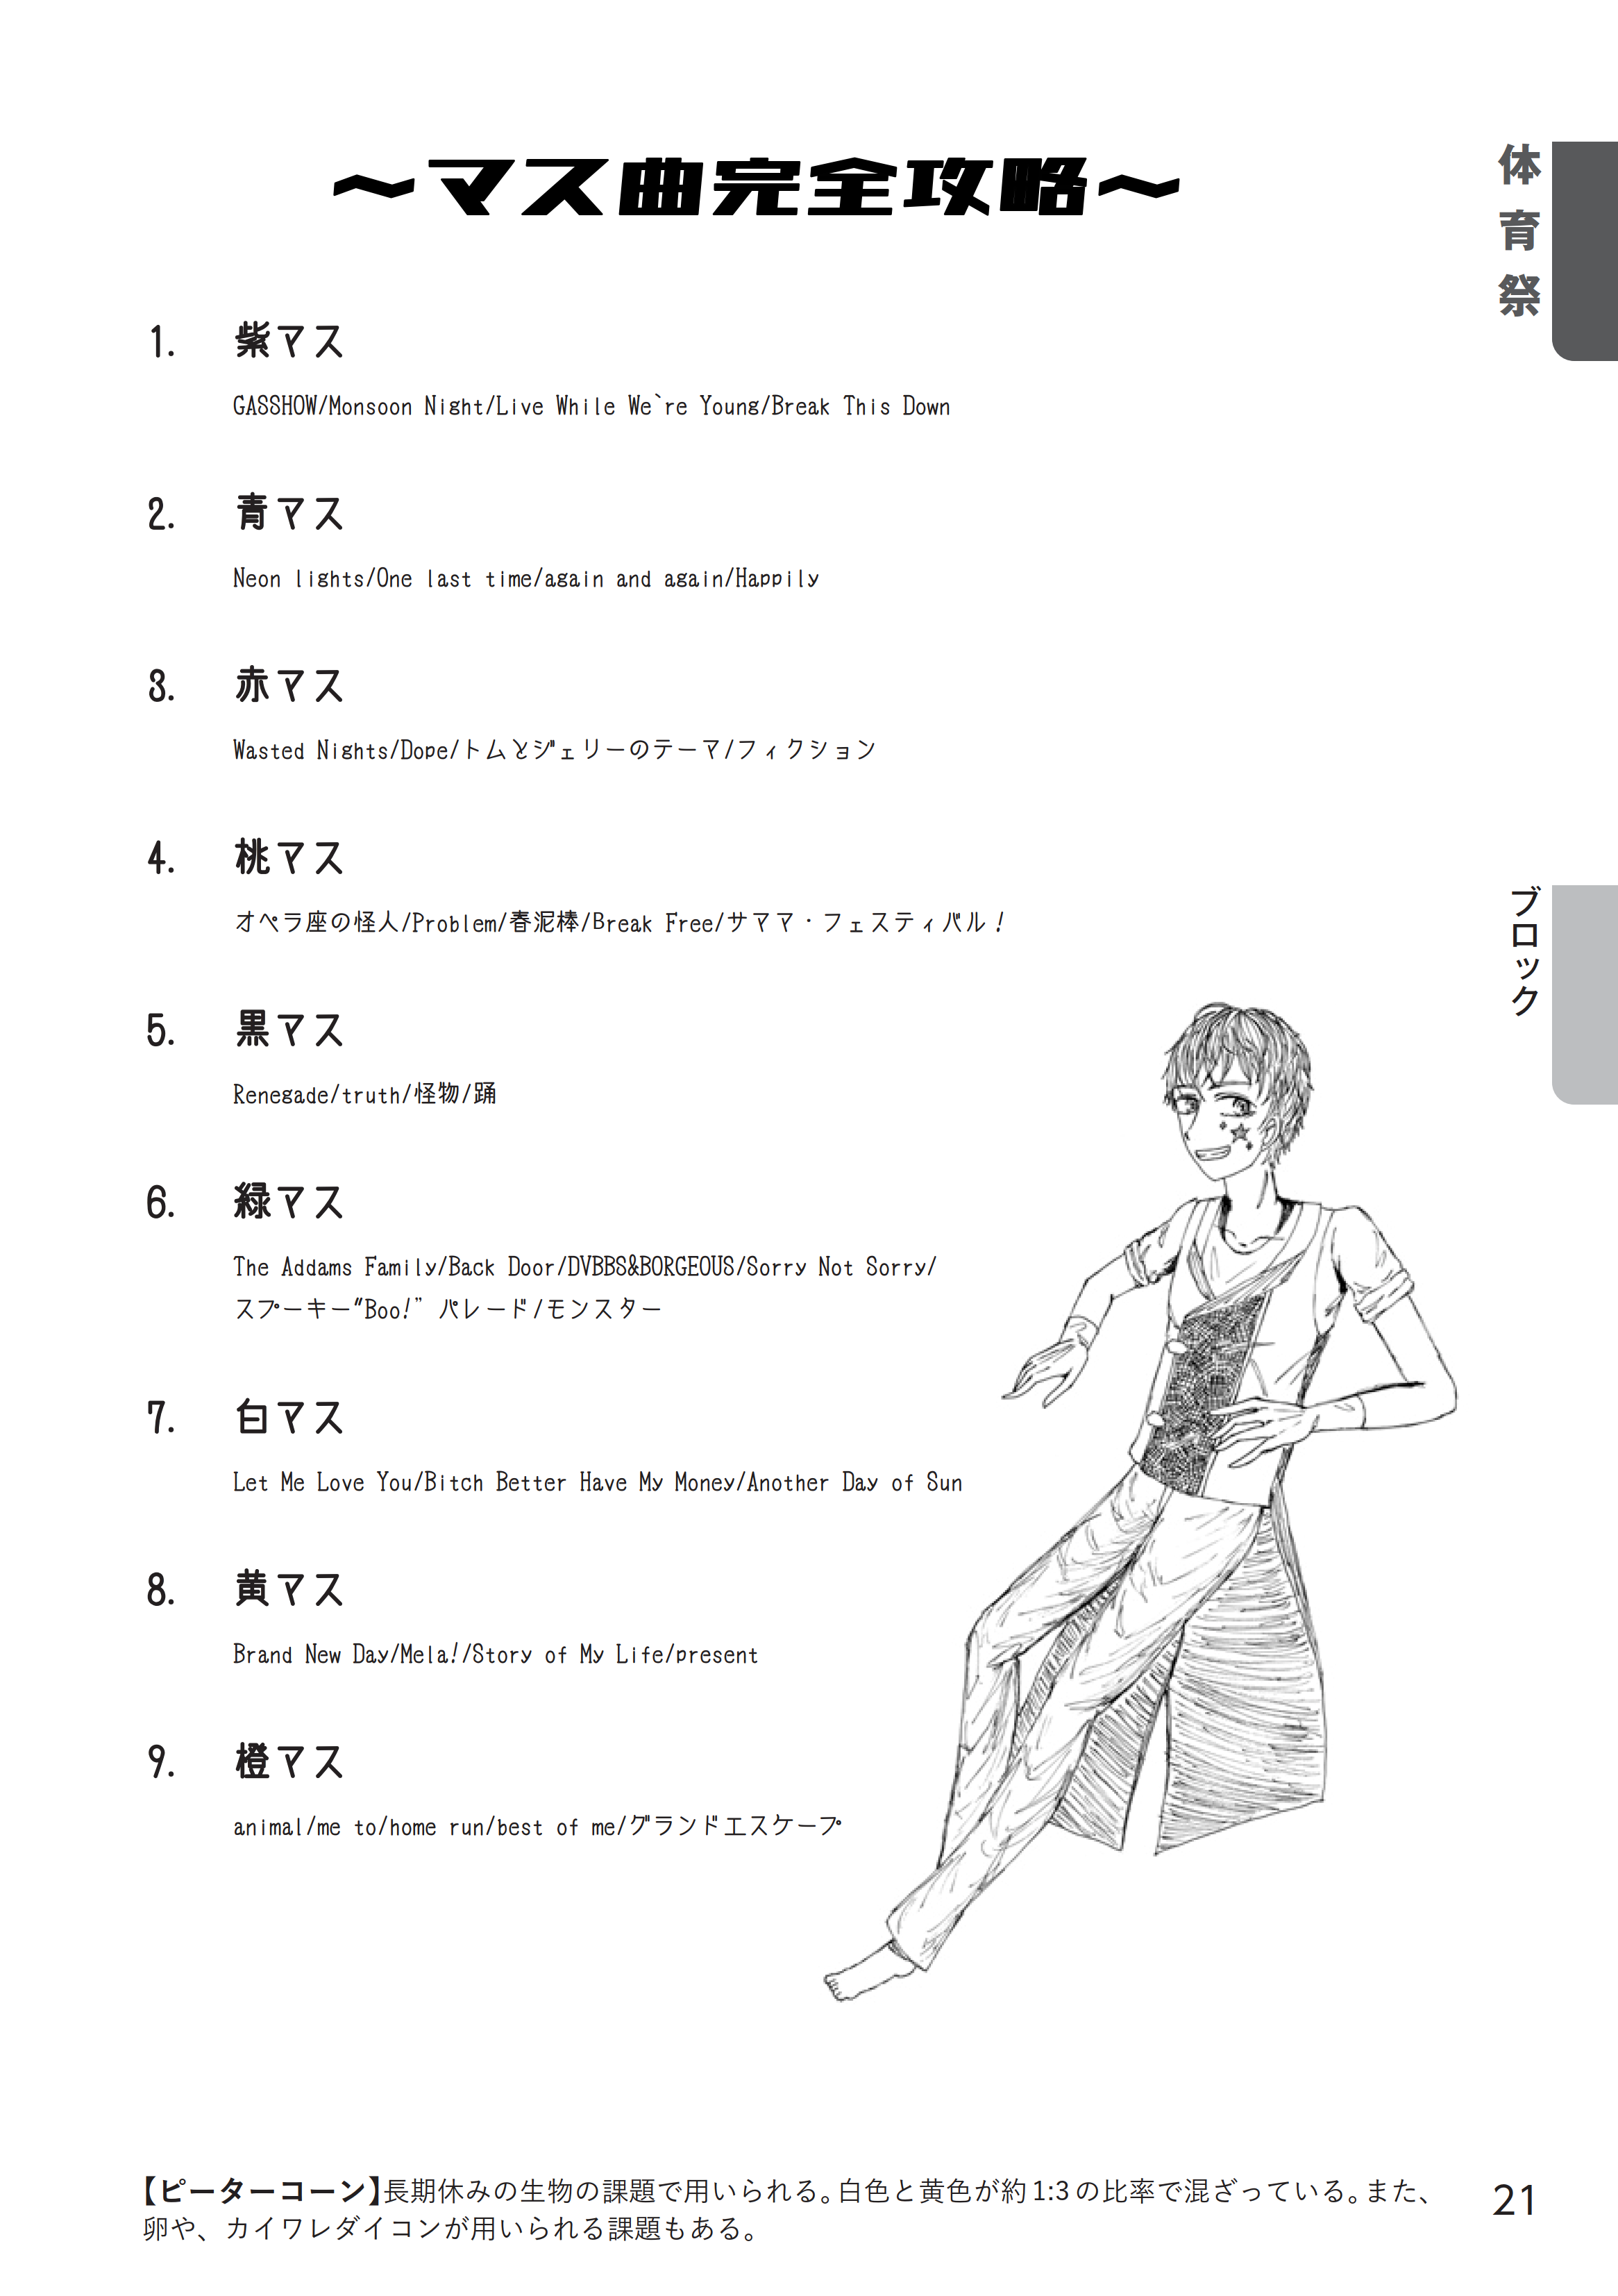 ～マス曲完全攻略～
体育祭
1. 紫マス
GASSHOW/Monsoon Night/Live While We`re Young/Break This Down
2. 青マス
Neon lights/One last time/again and again/Happily
3. 赤マス
Wasted Nights/Dope/トムとジェリーのテーマ/フィクション
4. 桃マス
オペラ座の怪人/Problem/春泥棒/Break Free/サママ・フェスティバル！
ブロック
5. 黒マス
Renegade/truth/怪物/踊
6. 緑マス
The Addams Family/Back Door/DVBBS&BORGEOUS/Sorry Not Sorry/
スプーキー“Boo!” パレード/モンスター
7. 白マス
Let Me Love You/Bitch Better Have My Money/Another Day of Sun
8. 黄マス
Brand New Day/Mela!/Story of My Life/present
9. 橙マス
animal/me to/home run/best of me/グランドエスケープ
【ピーターコーン】長期休みの生物の課題で用いられる。白色と黄色が約1:3の比率で混ざっている。また、
卵や、カイワレダイコンが用いられる課題もある。
21